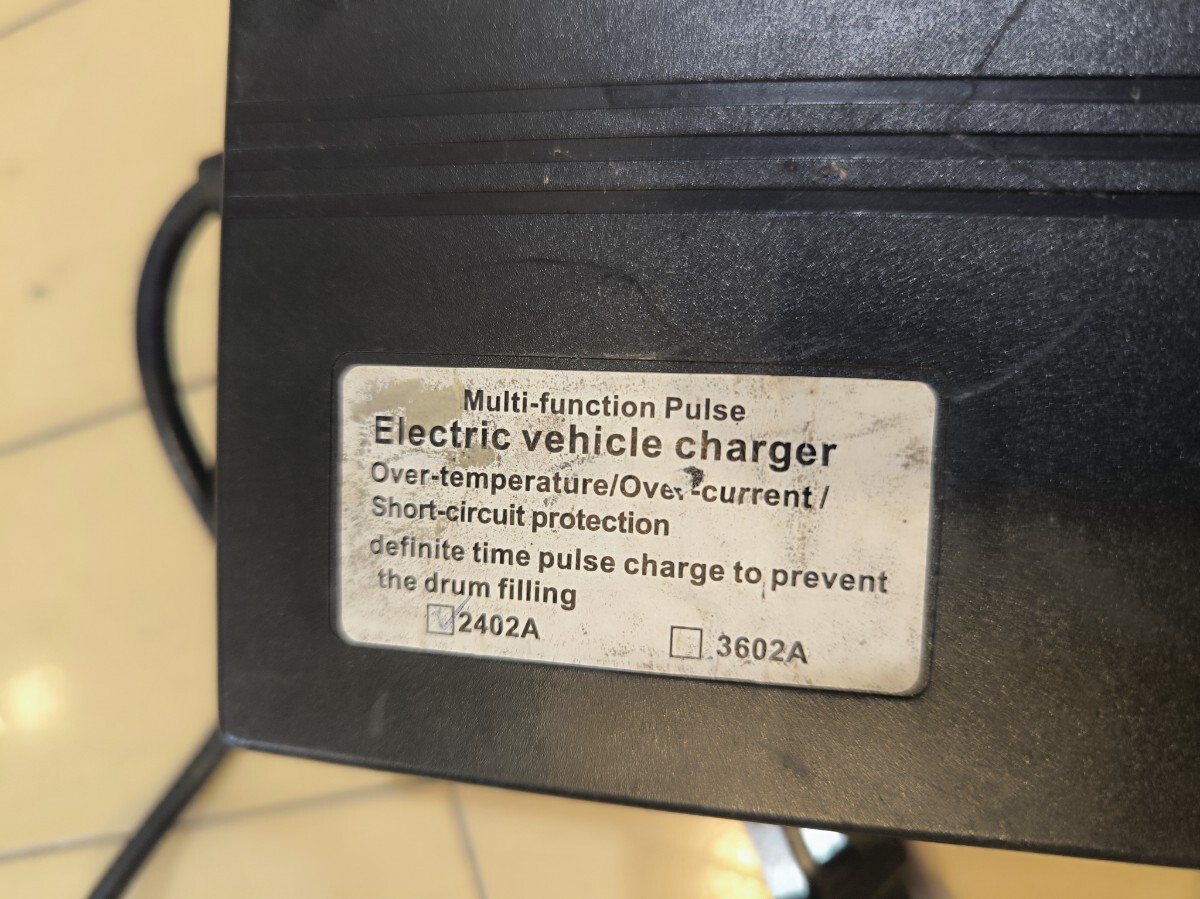 Multi-function Pulse
Electric vehicle charger
Over-temperature/Over-current/
Short-circuit protection
definite time pulse charge to prevent
the drum filling
2402A 3602A